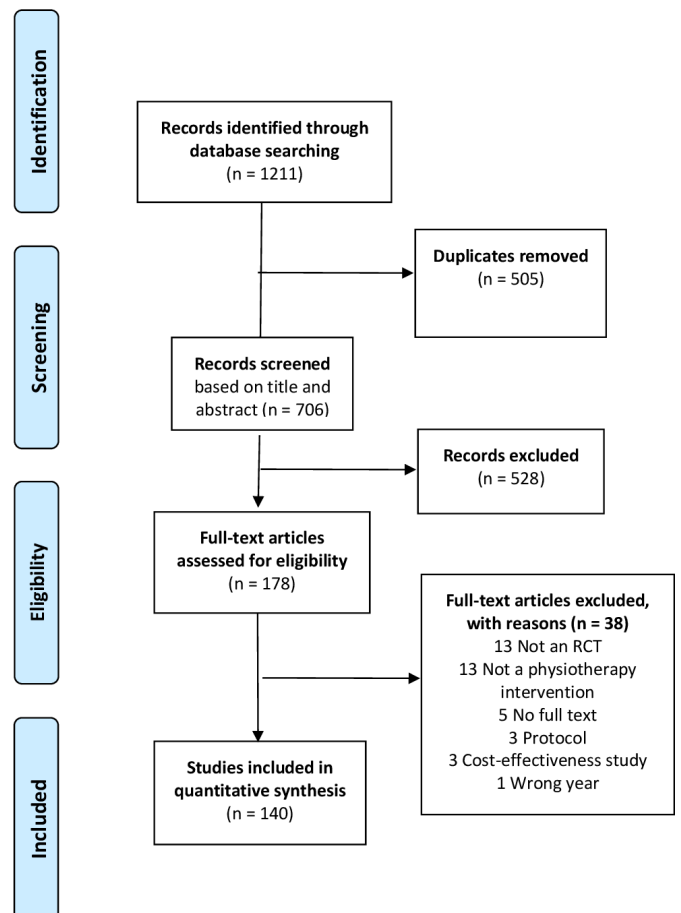 Identification
Records identified through
database searching
(n = 1211)
Duplicates removed
(n = 505)
Screening
Records screened
based on title and
abstract (n = 706)
Records excluded
(n = 528)
Eligibility
Full-text articles
assessed for eligibility
(n = 178)
Full-text articles excluded,
with reasons (n = 38)
13 Not an RCT
13 Not a physiotherapy
intervention
5 No full text
3 Protocol
3 Cost-effectiveness study
1 Wrong year
Included
Studies included in
quantitative synthesis
(n = 140)